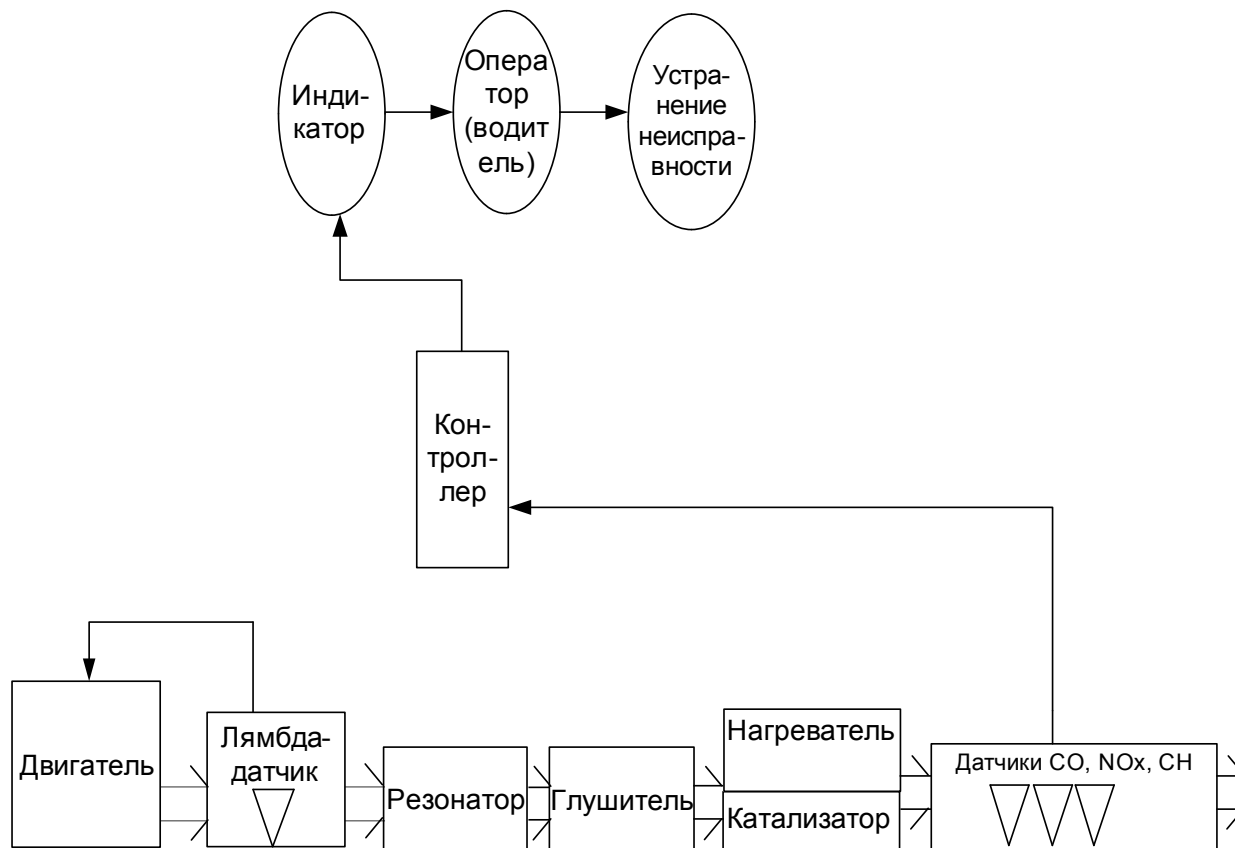 Инди-
катор
Опера
тор
(водит
ель)
Устра-
нение
неиспра-
вности
Кон-
трол-
лер
Двигатель
Лямбда-
датчик
Резонатор
Глушитель
Нагреватель
Катализатор
Датчики CO, NOx, CH